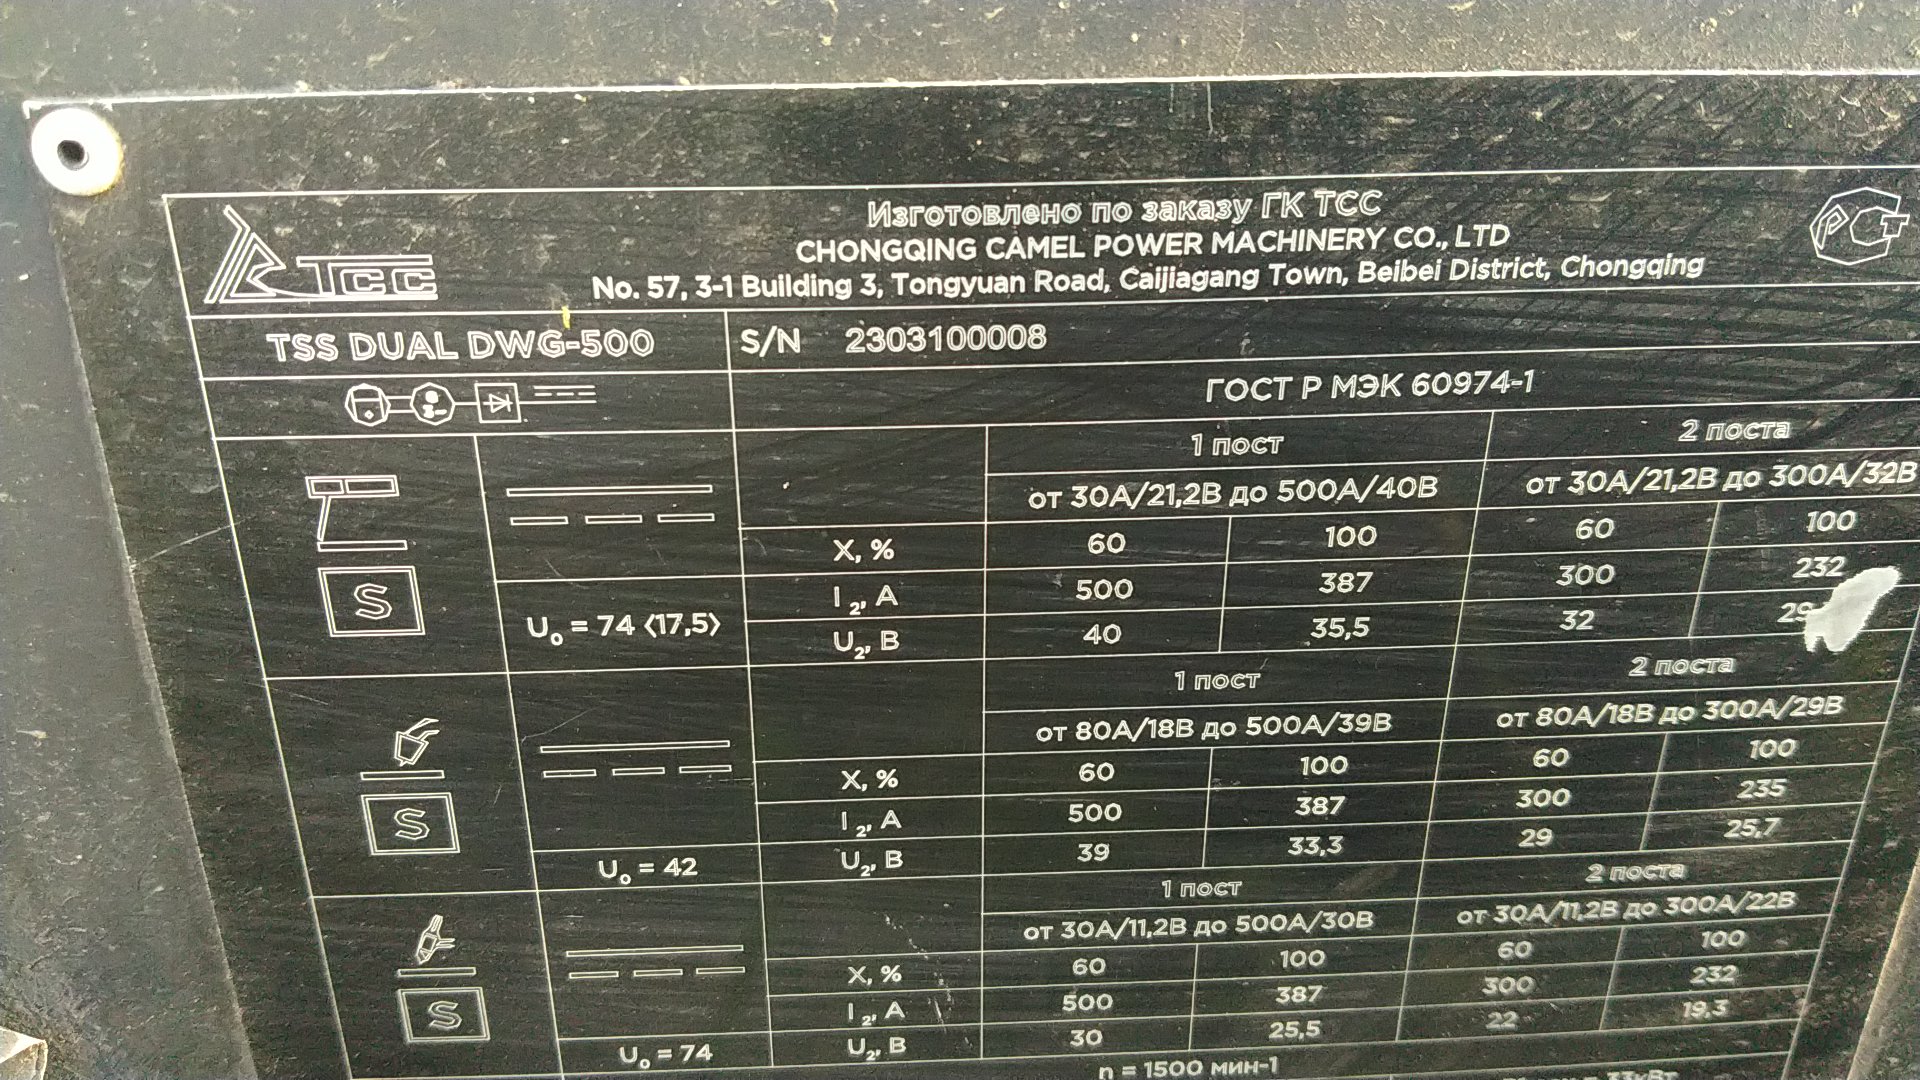 Изготовлено по заказу ГК ТСС
CHONGQING CAMEL POWER MACHINERY CO., LTD
No. 57, 3-1 Building 3, Tongyuan Road, Caijiagang Town, Beibei District, Chongqing
ТСС
РСТ
TSS DUAL DWG-500 S/N 2303100008
3~ ГОСТ Р МЭК 60974-1
1 пост 2 поста
от 30А/21,2В до 500А/40В от 30А/21,2В до 300А/32В
X, % 60 100 60 100
S U₀ = 74 (17,5) I₂, А 500 387 300 232
U₂, В 40 35,5 32 29
1 пост 2 поста
от 80А/18В до 500А/39В от 80А/18В до 300А/29В
X, % 60 100 60 100
S I₂, А 500 387 300 235
U₀ = 42 U₂, В 39 33,3 29 25,7
1 пост 2 поста
от 30А/11,2В до 500А/30В от 30А/11,2В до 300А/22В
X, % 60 100 60 100
S I₂, А 500 387 300 232
U₀ = 74 U₂, В 30 25,5 22 19,3
n = 1500 мин-1 = 33кВт